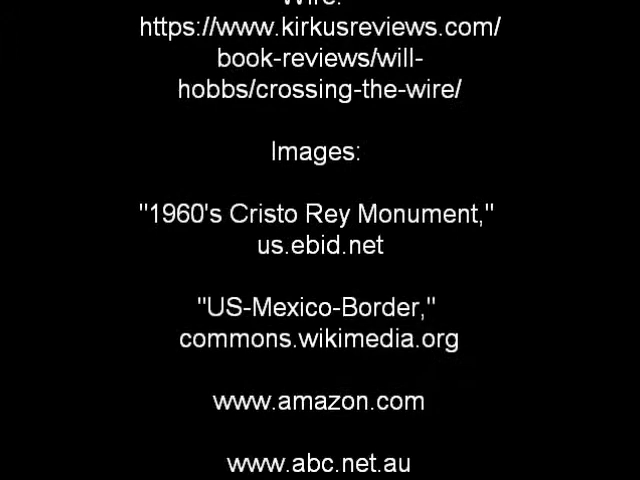 Wire:
https://www.kirkusreviews.com/
book-reviews/will-
hobbs/crossing-the-wire/
Images:
"1960's Cristo Rey Monument,"
us.ebid.net
"US-Mexico-Border,"
commons.wikimedia.org
www.amazon.com
www.abc.net.au